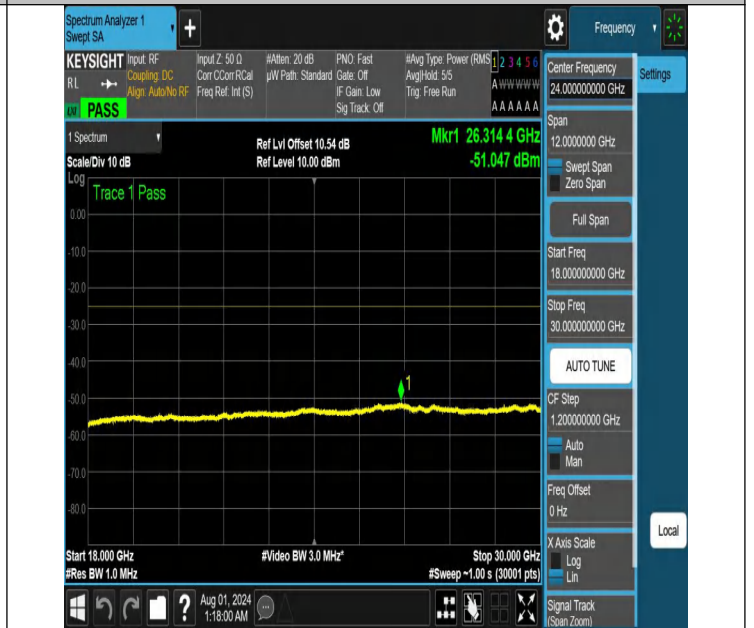 Spectrum Analyzer 1
Swept SA
+
Frequency
KEYSIGHT Input: RF Input Z: 50 Ω #Atten: 20 dB PNO: Fast #Avg Type: Power (RMS 1 2 3 4 5 6
RL Coupling: DC Corr CCorr RCal µW Path: Standard Gate: Off Avg|Hold: 5/5 A W W W W W
Align: Auto/No RF Freq Ref: Int (S) IF Gain: Low Trig: Free Run
Sig Track: Off A A A A A A
PASS
1 Spectrum
Scale/Div 10 dB
Ref Lvl Offset 10.54 dB
Ref Level 10.00 dBm
Mkr1 26.314 4 GHz
-51.047 dBm
Log
Trace 1 Pass
0.00
-10.0
-20.0
-30.0
-40.0
-50.0
-60.0
-70.0
-80.0
1
Start 18.000 GHz
#Res BW 1.0 MHz
#Video BW 3.0 MHz*
Stop 30.000 GHz
#Sweep ~1.00 s (30001 pts)
Center Frequency
24.000000000 GHz
Settings
Span
12.0000000 GHz
Swept Span
Zero Span
Full Span
Start Freq
18.000000000 GHz
Stop Freq
30.000000000 GHz
AUTO TUNE
CF Step
1.200000000 GHz
Auto
Man
Freq Offset
0 Hz
X Axis Scale
Log
Lin
Local
Signal Track
(Span Zoom)
?
Aug 01, 2024
1:18:00 AM